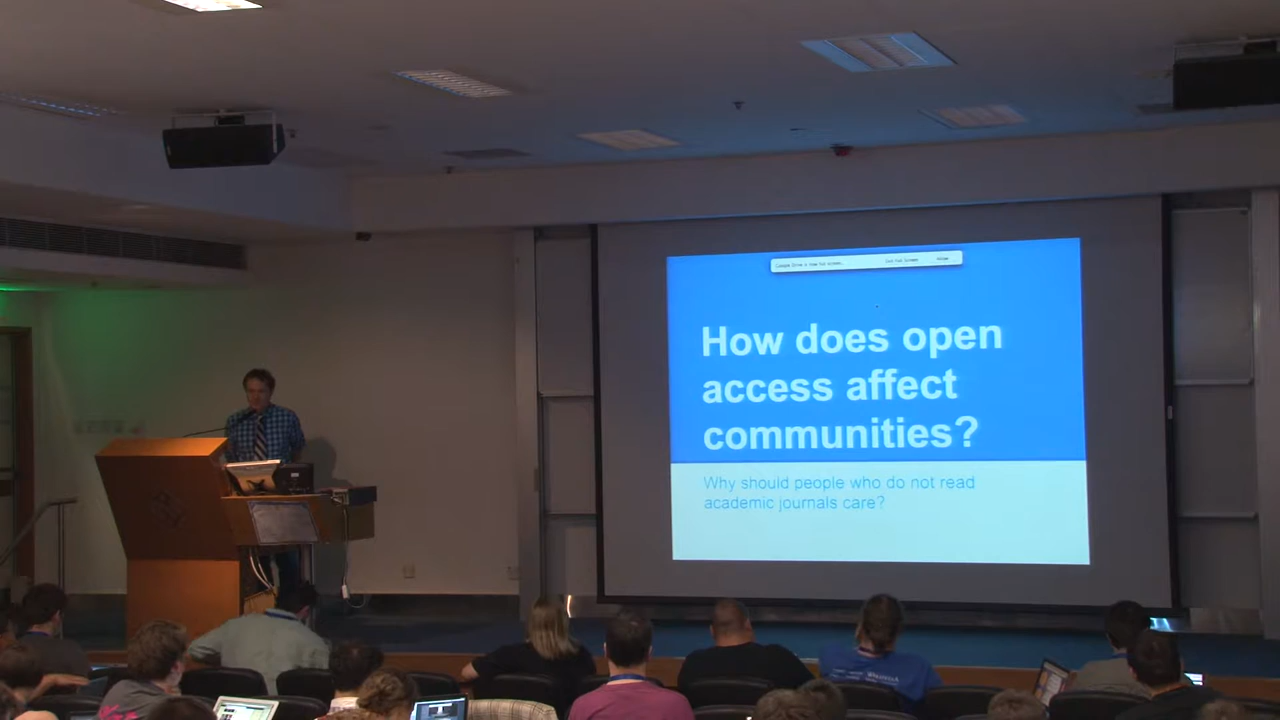 How does open
access affect
communities?
Why should people who do not read
academic journals care?